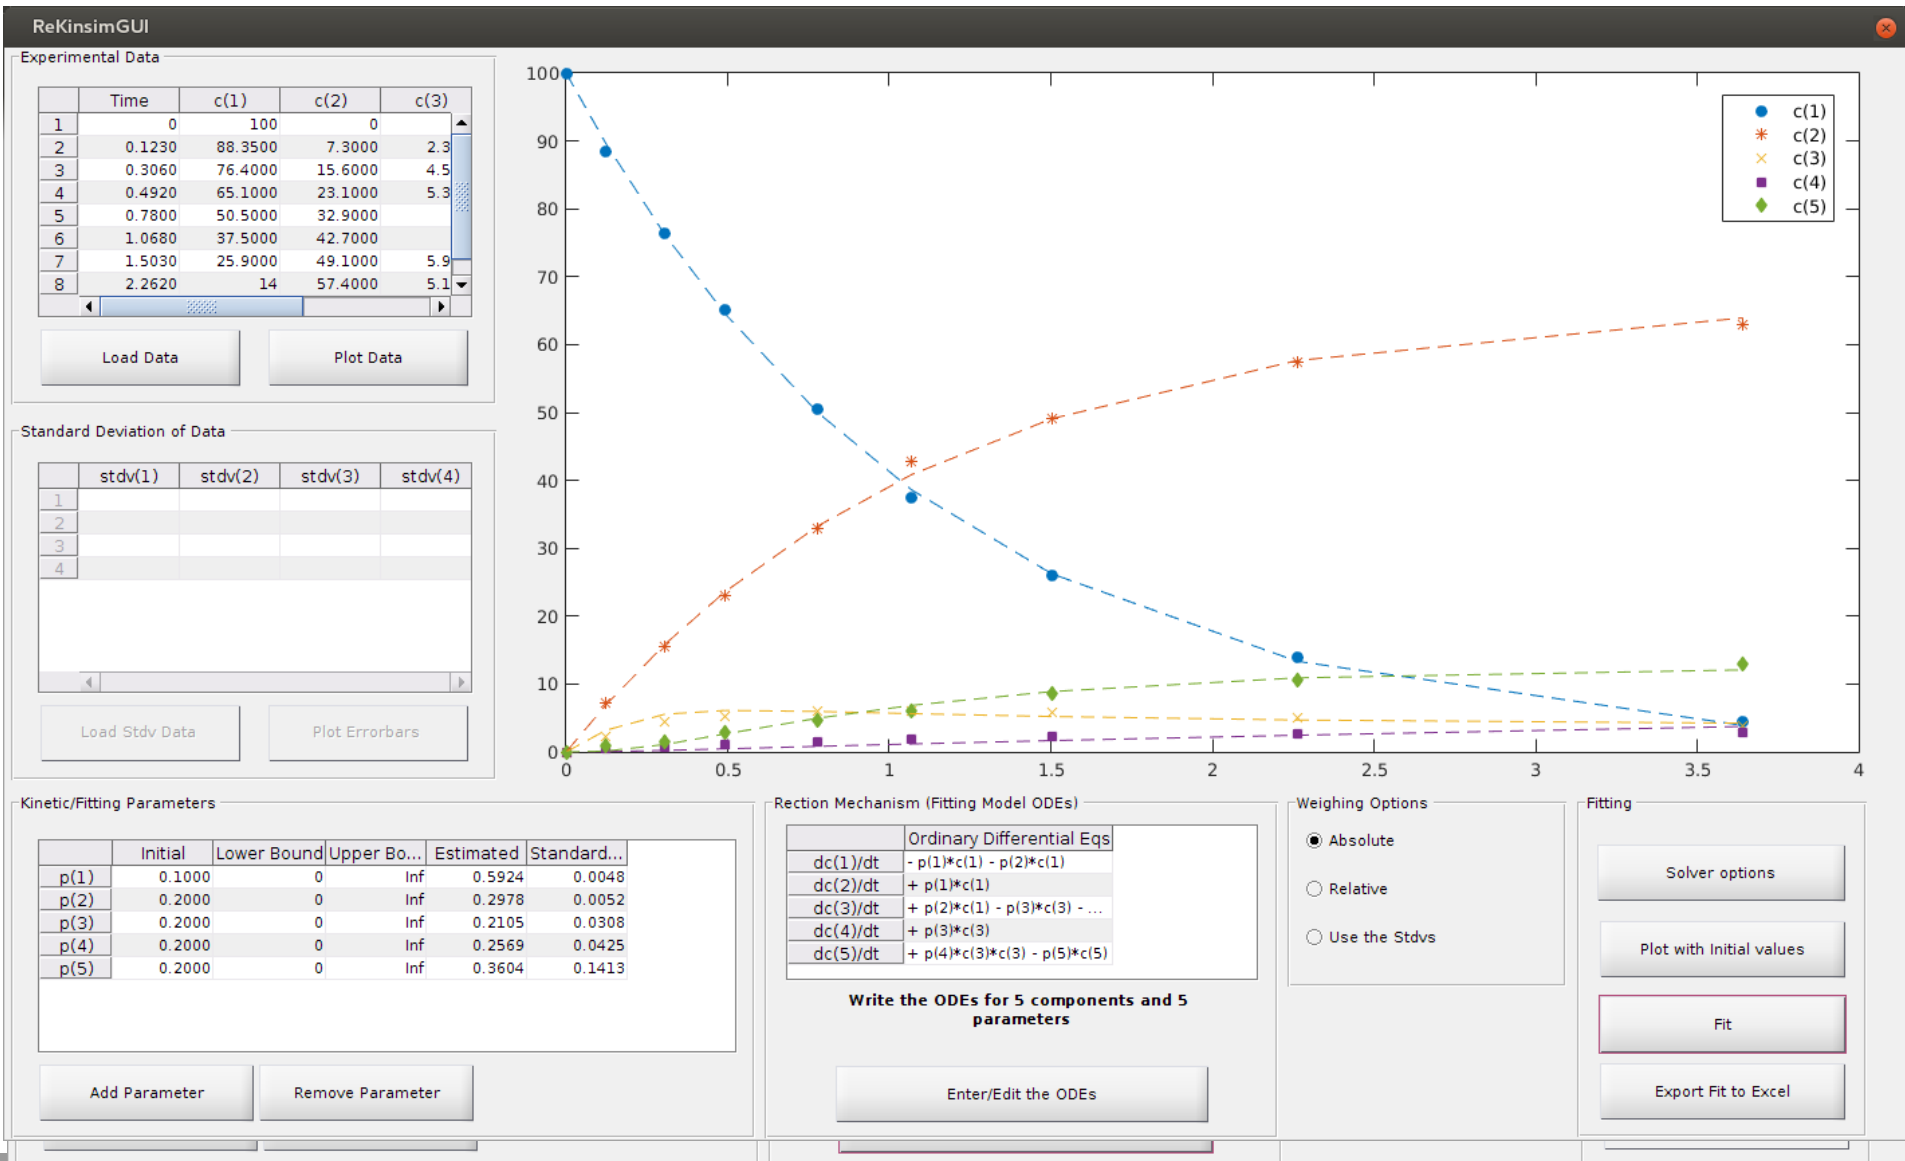 ReKinsimGUI
Experimental Data
Time c(1) c(2) c(3)
1 0 100 0
2 0.1230 88.3500 7.3000 2.3
3 0.3060 76.4000 15.6000 4.5
4 0.4920 65.1000 23.1000 5.3
5 0.7800 50.5000 32.9000
6 1.0680 37.5000 42.7000
7 1.5030 25.9000 49.1000 5.9
8 2.2620 14 57.4000 5.1
Load Data Plot Data
Standard Deviation of Data
stdv(1) stdv(2) stdv(3) stdv(4)
1
2
3
4
Load Stdv Data Plot Errorbars
100
90
80
70
60
50
40
30
20
10
0
0 0.5 1 1.5 2 2.5 3 3.5 4
c(1)
c(2)
c(3)
c(4)
c(5)
Kinetic/Fitting Parameters
Initial Lower Bound Upper Bo... Estimated Standard...
p(1) 0.1000 0 Inf 0.5924 0.0048
p(2) 0.2000 0 Inf 0.2978 0.0052
p(3) 0.2000 0 Inf 0.2105 0.0308
p(4) 0.2000 0 Inf 0.2569 0.0425
p(5) 0.2000 0 Inf 0.3604 0.1413
Add Parameter Remove Parameter
Rection Mechanism (Fitting Model ODEs)
Ordinary Differential Eqs
dc(1)/dt - p(1)*c(1) - p(2)*c(1)
dc(2)/dt + p(1)*c(1)
dc(3)/dt + p(2)*c(1) - p(3)*c(3) - ...
dc(4)/dt + p(3)*c(3)
dc(5)/dt + p(4)*c(3)*c(3) - p(5)*c(5)
Write the ODEs for 5 components and 5
parameters
Enter/Edit the ODEs
Weighing Options
Absolute
Relative
Use the Stdvs
Fitting
Solver options
Plot with Initial values
Fit
Export Fit to Excel